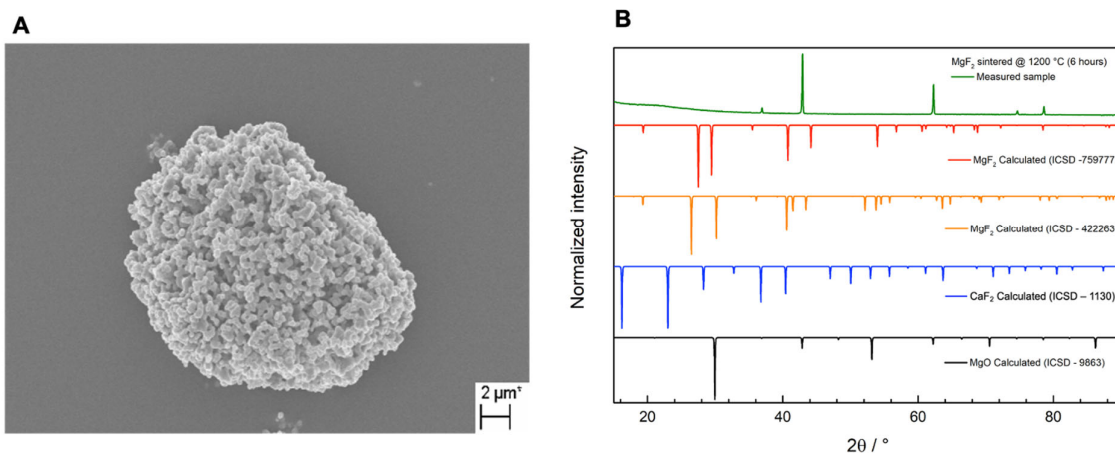 A
B
2 µm*
MgF₂ sintered @ 1200 °C (6 hours)
Measured sample
MgF₂ Calculated (ICSD -759777)
MgF₂ Calculated (ICSD - 422263)
CaF₂ Calculated (ICSD – 1130)
MgO Calculated (ICSD - 9863)
Normalized intensity
20
40
60
80
2θ / °